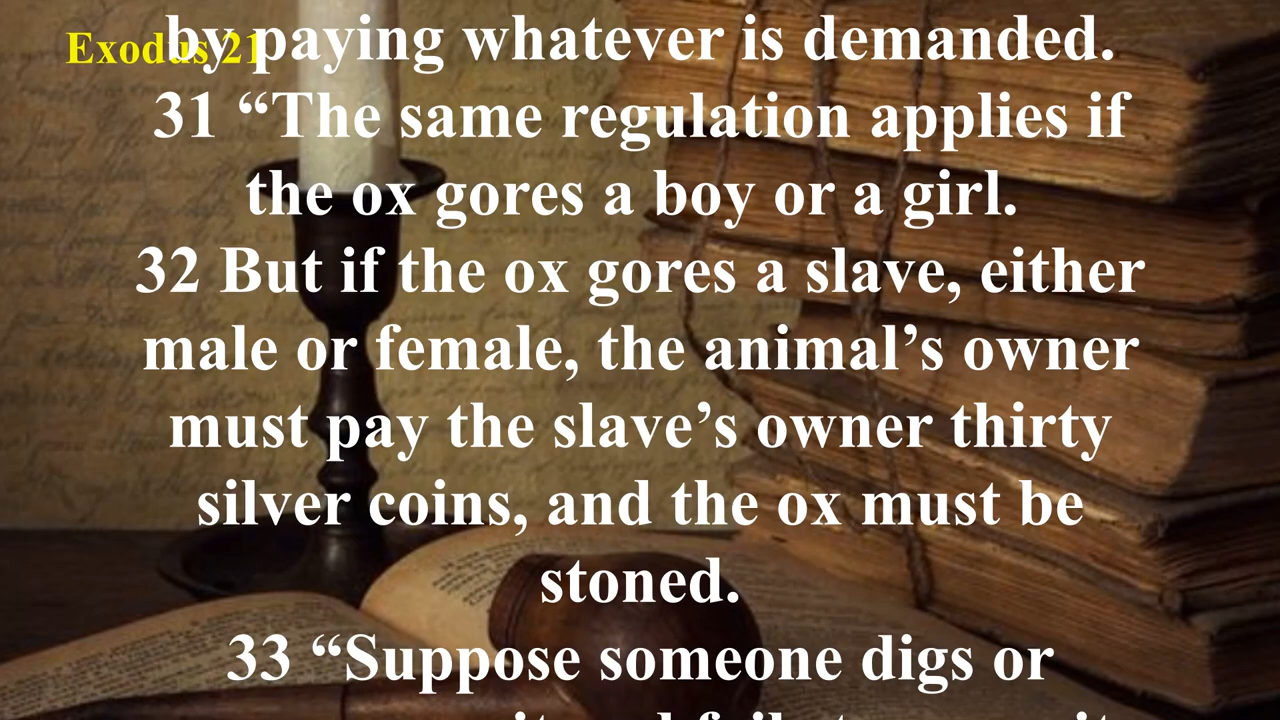 Exodus 21
by paying whatever is demanded.
31 “The same regulation applies if
the ox gores a boy or a girl.
32 But if the ox gores a slave, either
male or female, the animal’s owner
must pay the slave’s owner thirty
silver coins, and the ox must be
stoned.
33 “Suppose someone digs or